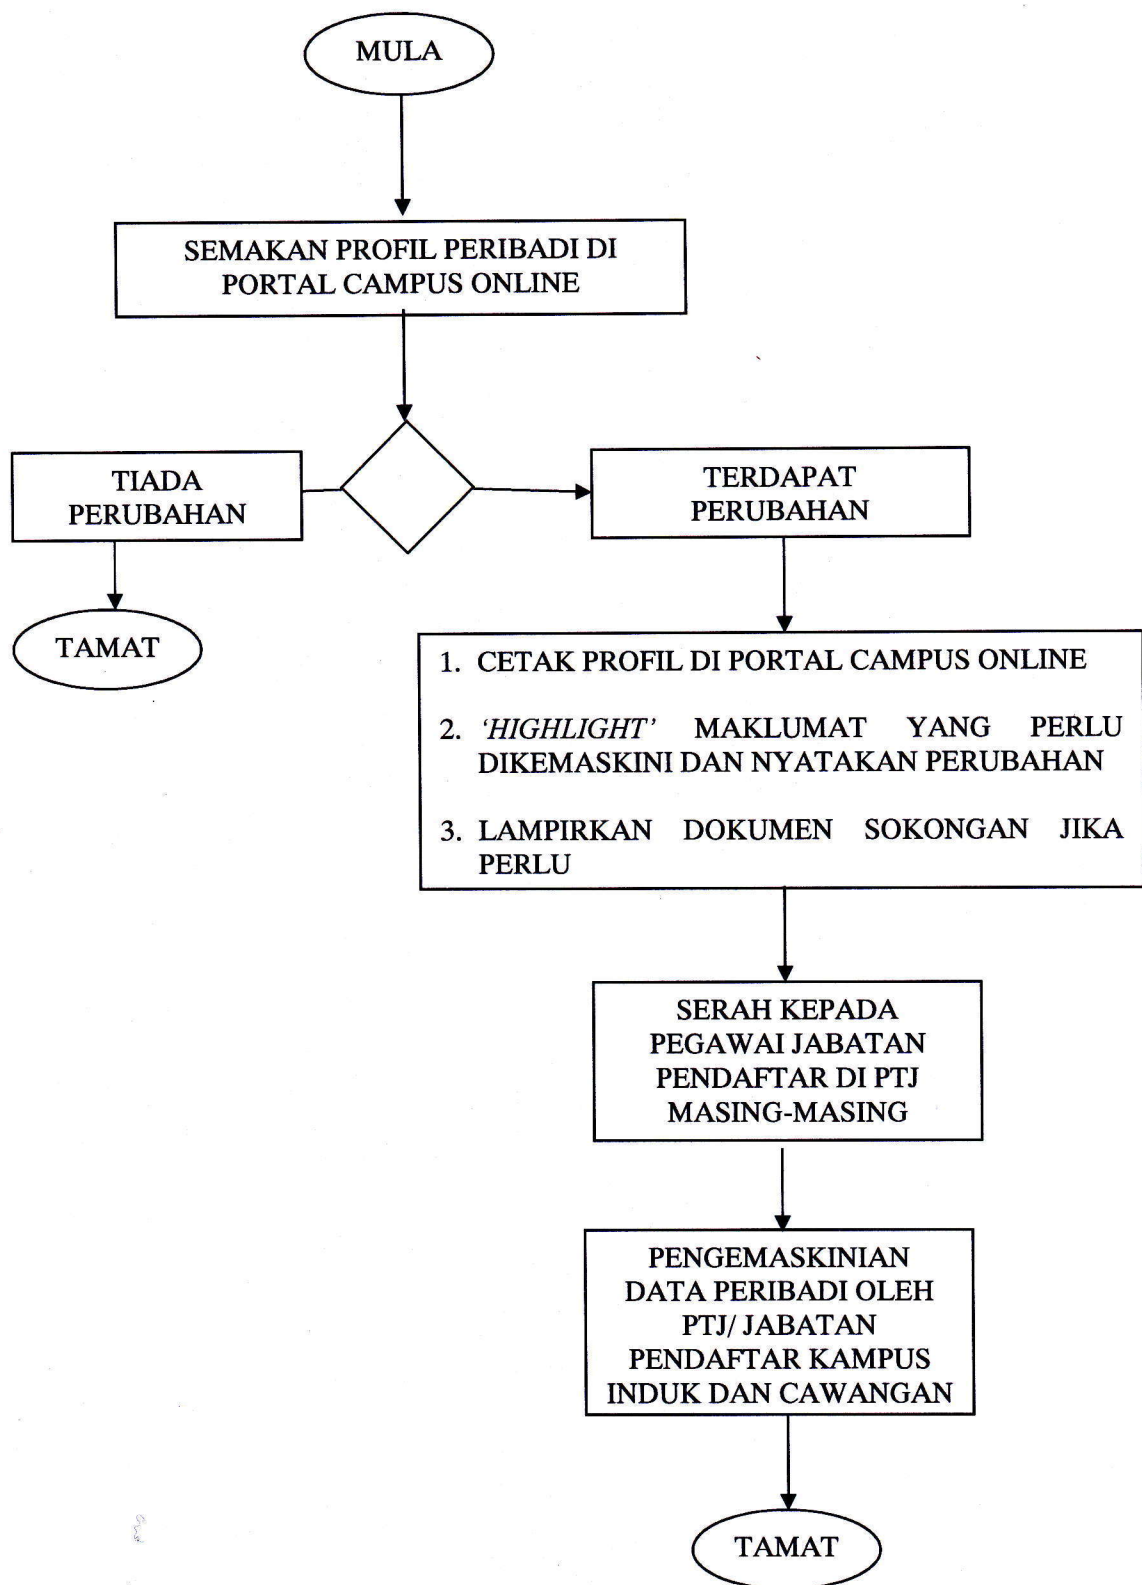 MULA
SEMAKAN PROFIL PERIBADI DI
PORTAL CAMPUS ONLINE
TIADA
PERUBAHAN
TERDAPAT
PERUBAHAN
TAMAT
1. CETAK PROFIL DI PORTAL CAMPUS ONLINE
2. ‘HIGHLIGHT’ MAKLUMAT YANG PERLU
DIKEMASKINI DAN NYATAKAN PERUBAHAN
3. LAMPIRKAN DOKUMEN SOKONGAN JIKA
PERLU
SERAH KEPADA
PEGAWAI JABATAN
PENDAFTAR DI PTJ
MASING-MASING
PENGEMASKINIAN
DATA PERIBADI OLEH
PTJ/ JABATAN
PENDAFTAR KAMPUS
INDUK DAN CAWANGAN
TAMAT